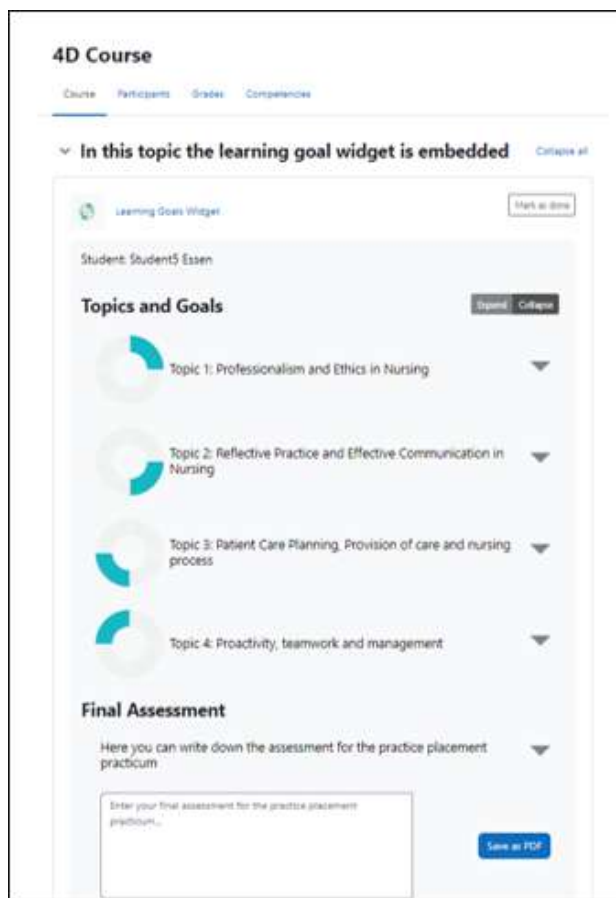 4D Course
Course Participants Grades Competencies
In this topic the learning goal widget is embedded Collapse all
Learning Goals Widget Mark as done
Student: Student5 Essen
Topics and Goals Expand Collapse
Topic 1: Professionalism and Ethics in Nursing
Topic 2: Reflective Practice and Effective Communication in
Nursing
Topic 3: Patient Care Planning, Provision of care and nursing
process
Topic 4: Proactivity, teamwork and management
Final Assessment
Here you can write down the assessment for the practice placement
practicum
Enter your final assessment for the practice placement
practicum...
Save as PDF